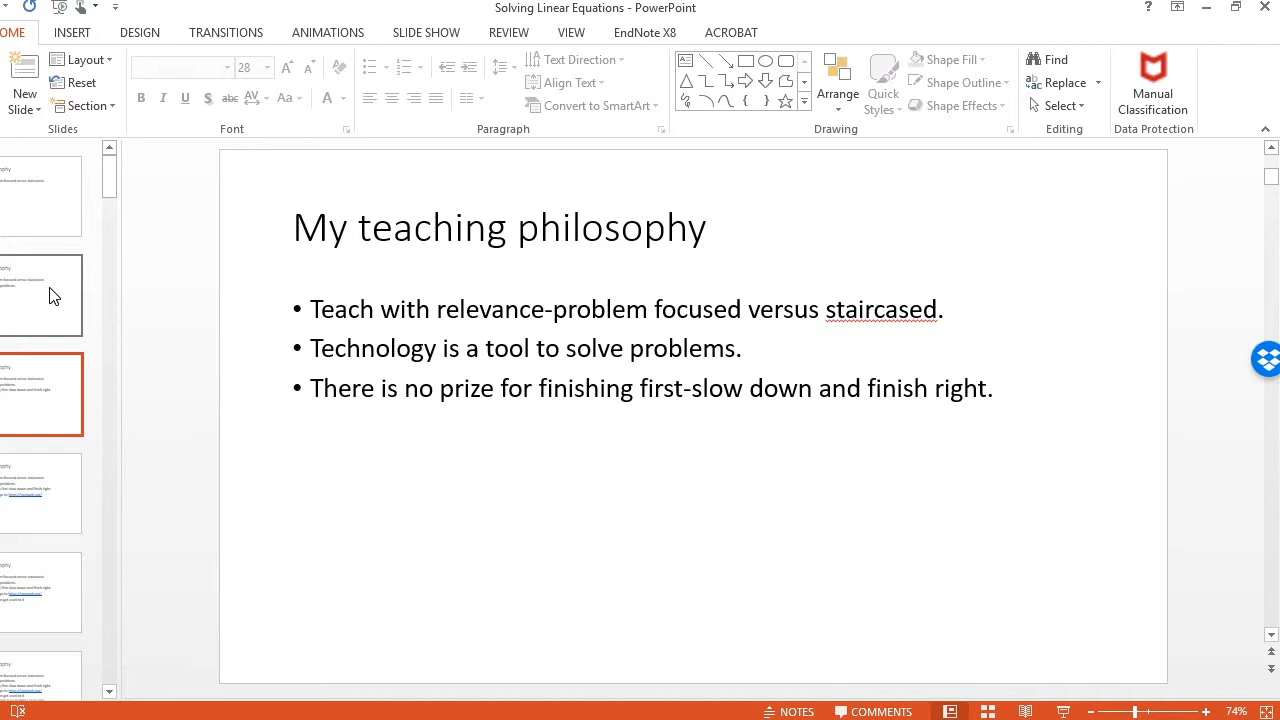 Solving Linear Equations - PowerPoint
OME INSERT DESIGN TRANSITIONS ANIMATIONS SLIDE SHOW REVIEW VIEW EndNote X8 ACROBAT
New Slide
Layout
Reset
Section
Slides
28
B I U S abc AV Aa A
Font
Text Direction
Align Text
Convert to SmartArt
Paragraph
Arrange
Quick Styles
Shape Fill
Shape Outline
Shape Effects
Drawing
Find
Replace
Select
Editing
Manual Classification
Data Protection
My teaching philosophy
• Teach with relevance-problem focused versus staircased.
• Technology is a tool to solve problems.
• There is no prize for finishing first-slow down and finish right.
NOTES COMMENTS 74%